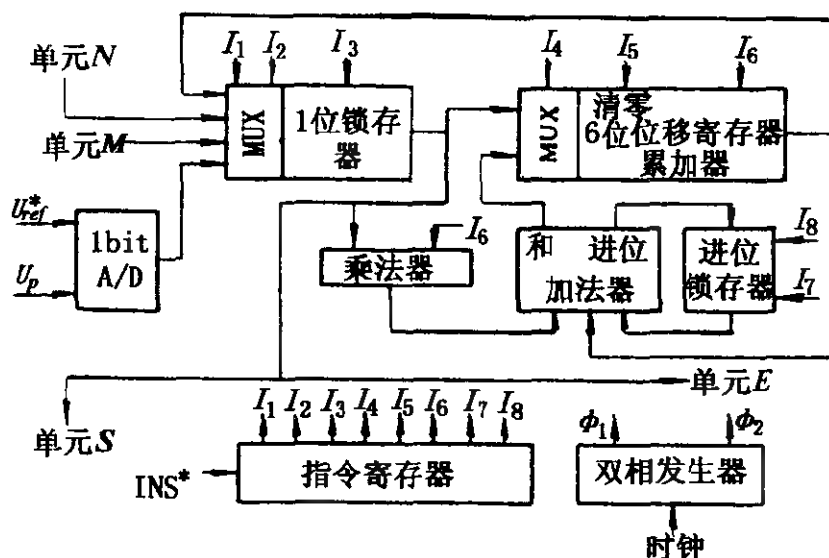 I₁ I₂ I₃ I₄ I₅ I₆
单元N
单元M
MUX
1位锁存
器
MUX
清零
6位位移寄存器
累加器
U*ref
Up
1bit
A/D
I₆
乘法器
和 进位
加法器
进位
锁存器
I₈
I₇
单元E
单元S
I₁ I₂ I₃ I₄ I₅ I₆ I₇ I₈
INS*
指令寄存器
Φ₁ Φ₂
双相发生器
时钟